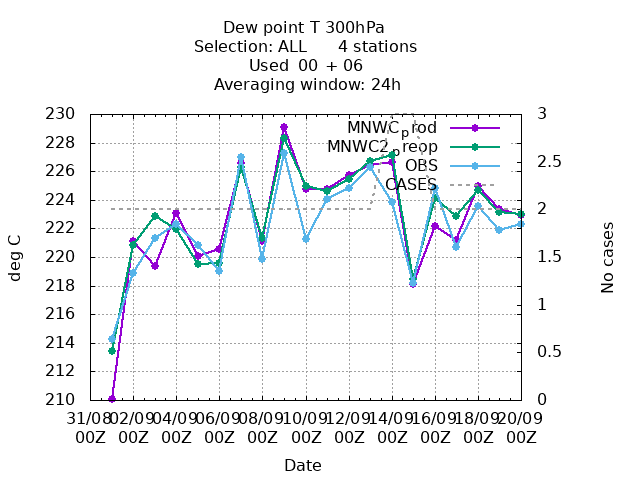 Dew point T 300hPa
Selection: ALL 4 stations
Used 00 + 06
Averaging window: 24h
230 3
MNWC_prod
228
MNWC2_preop
226 2.5
OBS
CASES
224
222 2
220 1.5
218
216 1
214
212 0.5
210 0
deg C
No cases
31/08 02/09 04/09 06/09 08/09 10/09 12/09 14/09 16/09 18/09 20/09
00Z 00Z 00Z 00Z 00Z 00Z 00Z 00Z 00Z 00Z 00Z
Date